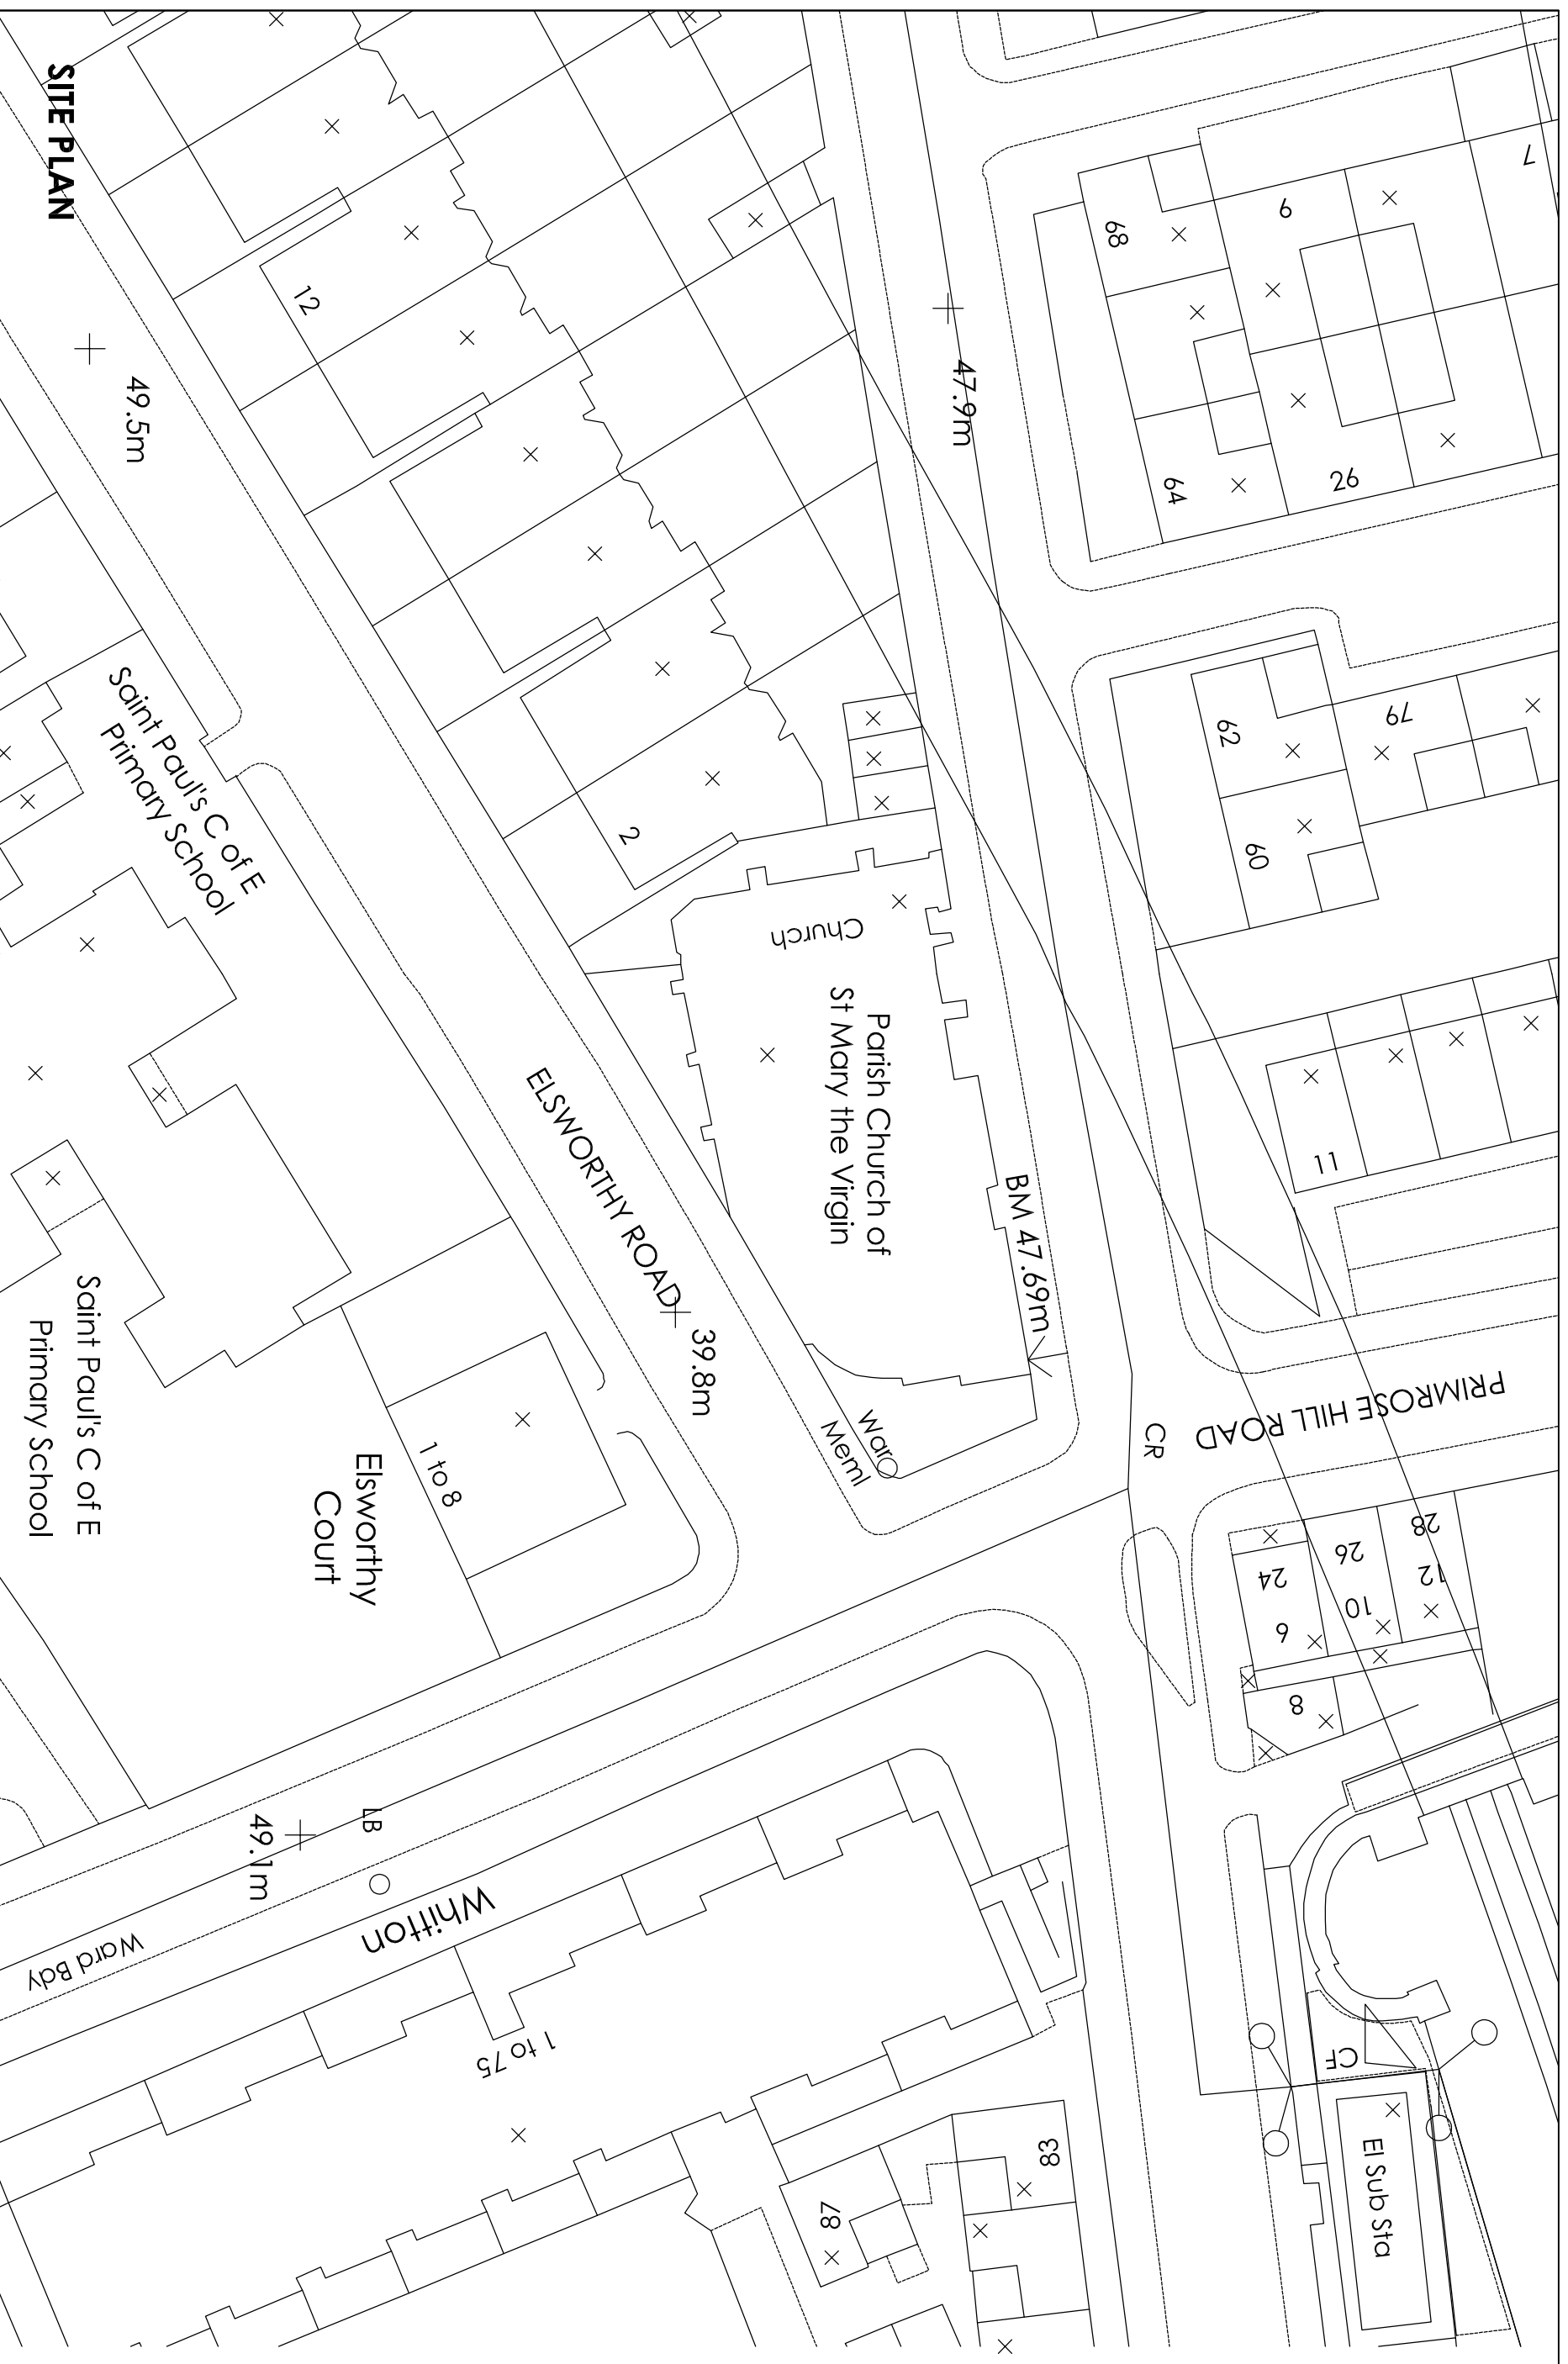 SITE PLAN
49.5m
12
2
47.9m
68
64
9
26
7
62
60
79
11
Saint Paul's C of E
Primary School
Church
Parish Church of
St Mary the Virgin
BM 47.69m
ELSWORTHY ROAD
39.8m
War
Meml
PRIMROSE HILL ROAD
CR
Saint Paul's C of E
Primary School
1 to 8
Elsworthy
Court
24
26
28
6
10
12
8
49.1m
LB
Whitton
Ward Bdy
1 to 75
83
87
CF
El Sub Sta